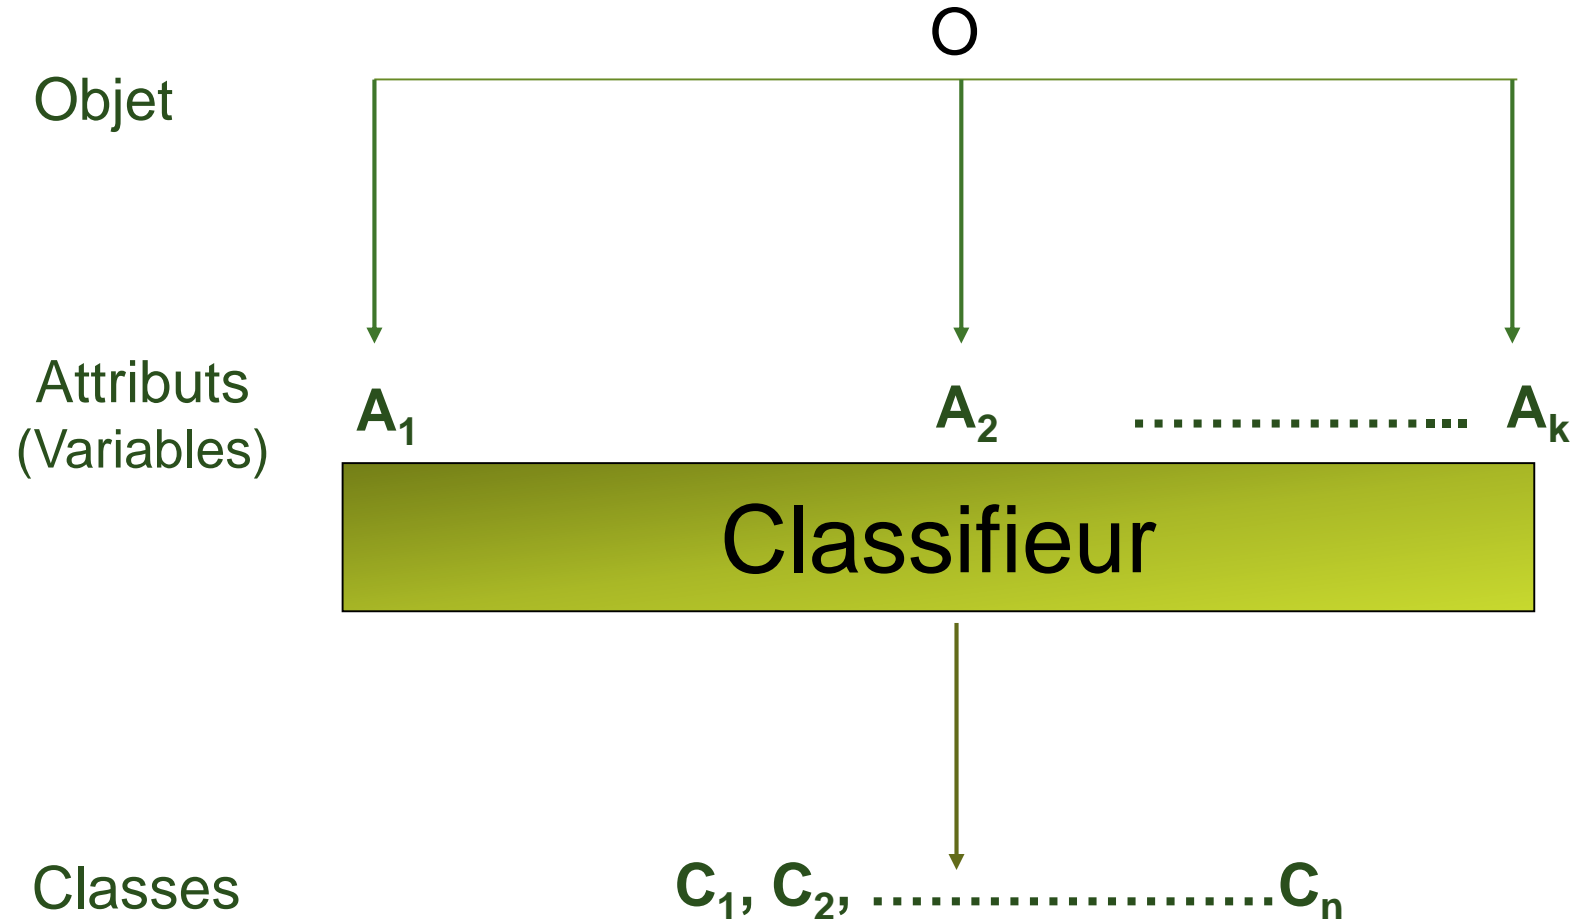 O
Objet
Attributs
(Variables)
A₁ A₂ ................. Aₖ
Classifieur
Classes
C₁, C₂, .....................Cₙ